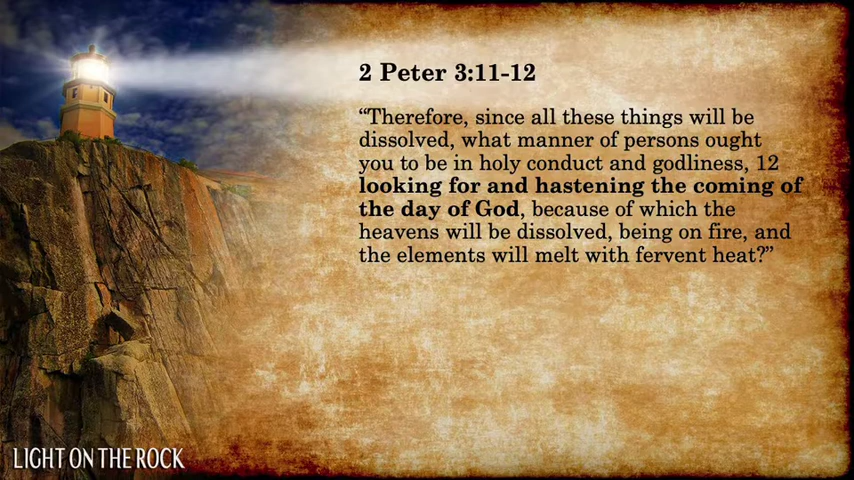 2 Peter 3:11-12
“Therefore, since all these things will be
dissolved, what manner of persons ought
you to be in holy conduct and godliness, 12
looking for and hastening the coming of
the day of God, because of which the
heavens will be dissolved, being on fire, and
the elements will melt with fervent heat?”
LIGHT ON THE ROCK